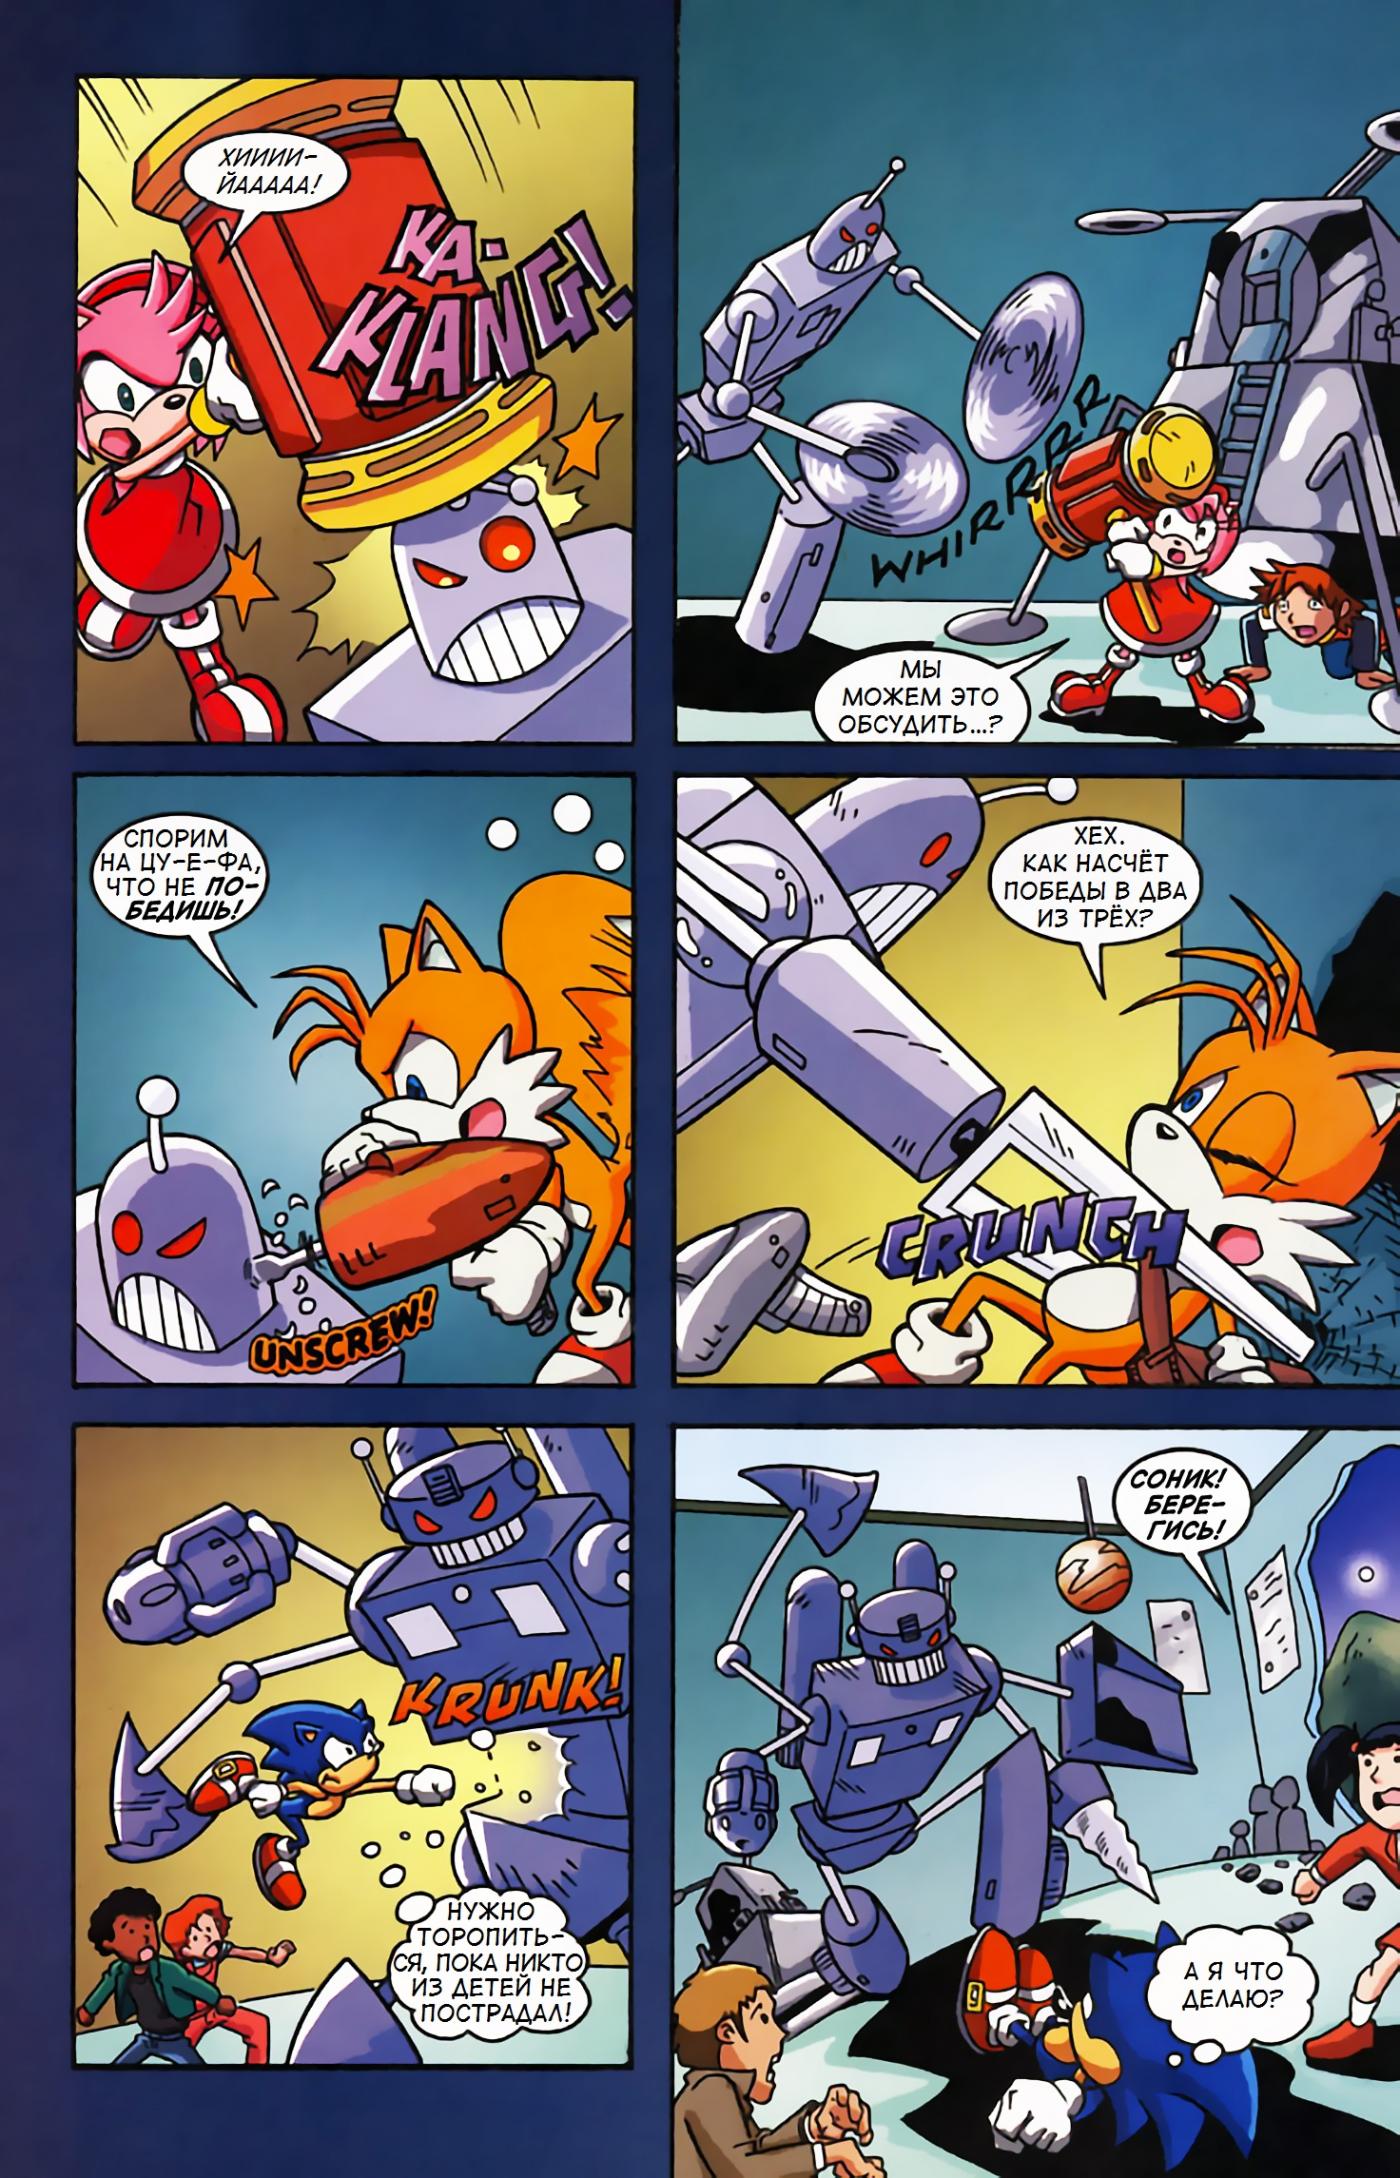 ХИИИИ-
ЙААААА!
KA-
KLANG!
WHIRRRRR
МЫ
МОЖЕМ ЭТО
ОБСУДИТЬ...?
СПОРИМ
НА ЦУ-Е-ФА,
ЧТО НЕ ПО-
БЕДИШЬ!
UNSCREW!
ХЕХ.
КАК НАСЧЁТ
ПОБЕДЫ В ДВА
ИЗ ТРЁХ?
CRUNCH
KRUNK!
НУЖНО
ТОРОПИТЬ-
СЯ, ПОКА НИКТО
ИЗ ДЕТЕЙ НЕ
ПОСТРАДАЛ!
СОНИК!
БЕРЕ-
ГИСЬ!
А Я ЧТО
ДЕЛАЮ?